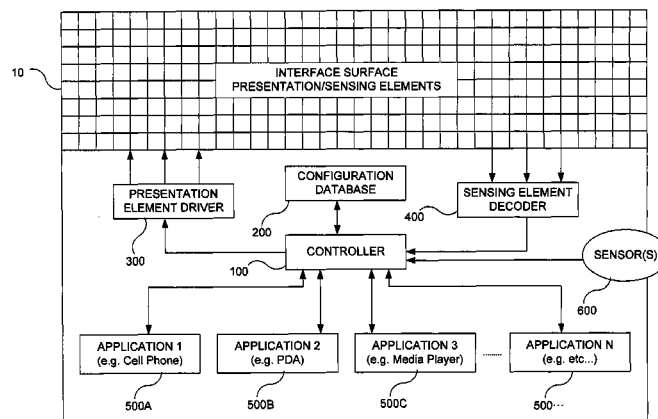 10
INTERFACE SURFACE
PRESENTATION/SENSING ELEMENTS
PRESENTATION
ELEMENT DRIVER
300
CONFIGURATION
DATABASE
200
400
SENSING ELEMENT
DECODER
CONTROLLER
100
SENSOR(S)
600
APPLICATION 1
(e.g. Cell Phone)
500A
APPLICATION 2
(e.g. PDA)
500B
APPLICATION 3
(e.g. Media Player)
500C
......
APPLICATION N
(e.g. etc...)
500...